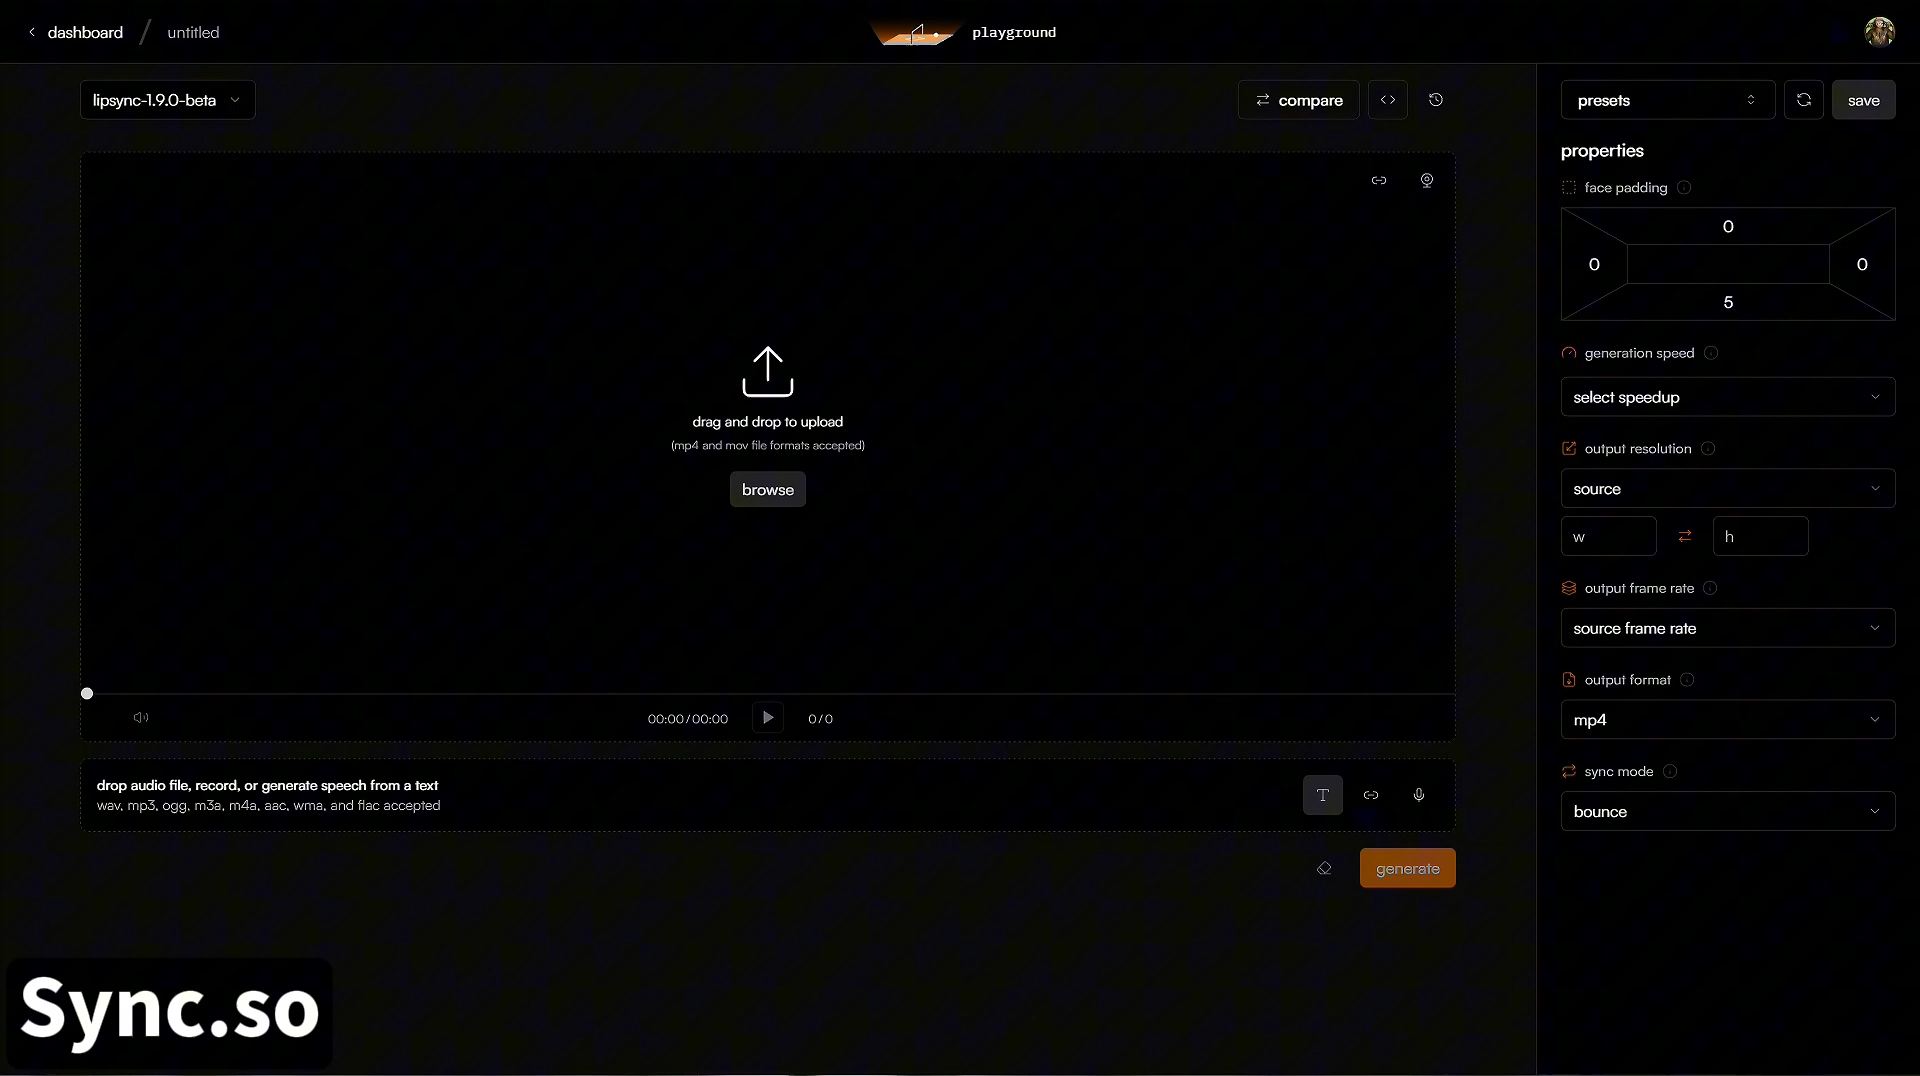 dashboard / untitled
playground
lipsync-1.9.0-beta
compare
presets
save
properties
face padding
0
0
0
5
generation speed
select speedup
output resolution
source
w
h
output frame rate
source frame rate
output format
mp4
sync mode
bounce
drag and drop to upload
(mp4 and mov file formats accepted)
browse
00:00/00:00
0/0
drop audio file, record, or generate speech from a text
wav, mp3, ogg, m3a, m4a, aac, wma, and flac accepted
T
generate
Sync.so